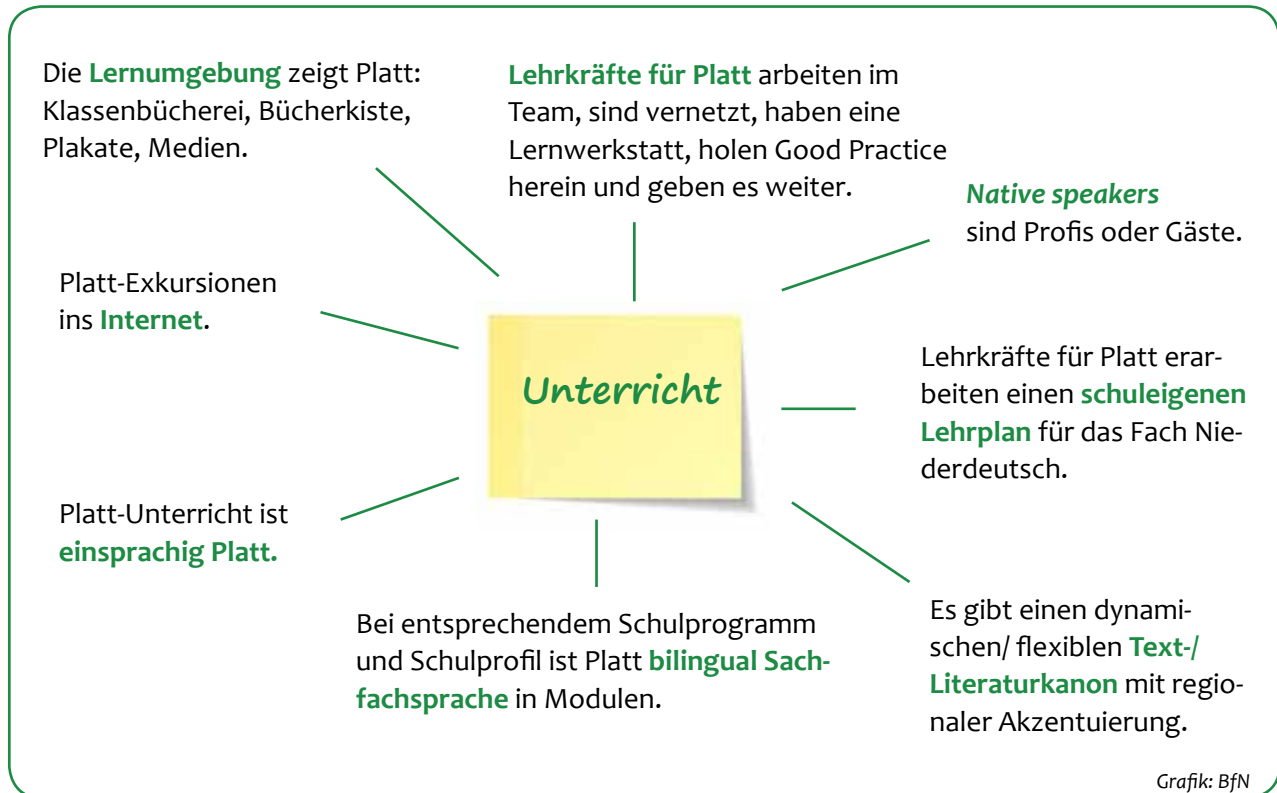 Die Lernumgebung zeigt Platt:
Klassenbücherei, Bücherkiste,
Plakate, Medien.
Lehrkräfte für Platt arbeiten im
Team, sind vernetzt, haben eine
Lernwerkstatt, holen Good Practice
herein und geben es weiter.
Native speakers
sind Profis oder Gäste.
Platt-Exkursionen
ins Internet.
Unterricht
Lehrkräfte für Platt erar-
beiten einen schuleigenen
Lehrplan für das Fach Nie-
derdeutsch.
Platt-Unterricht ist
einsprachig Platt.
Bei entsprechendem Schulprogramm
und Schulprofil ist Platt bilingual Sach-
fachsprache in Modulen.
Es gibt einen dynami-
schen/ flexiblen Text-/
Literaturkanon mit regio-
naler Akzentuierung.
Grafik: BfN